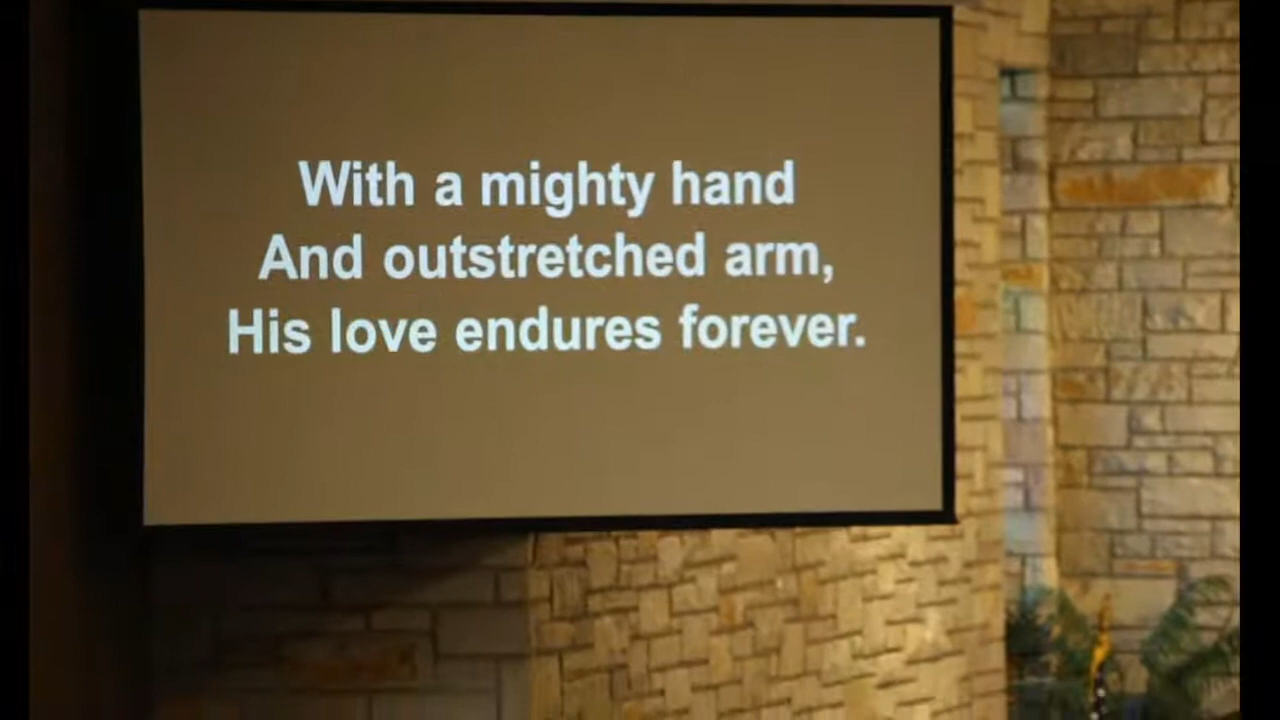 With a mighty hand
And outstretched arm,
His love endures forever.